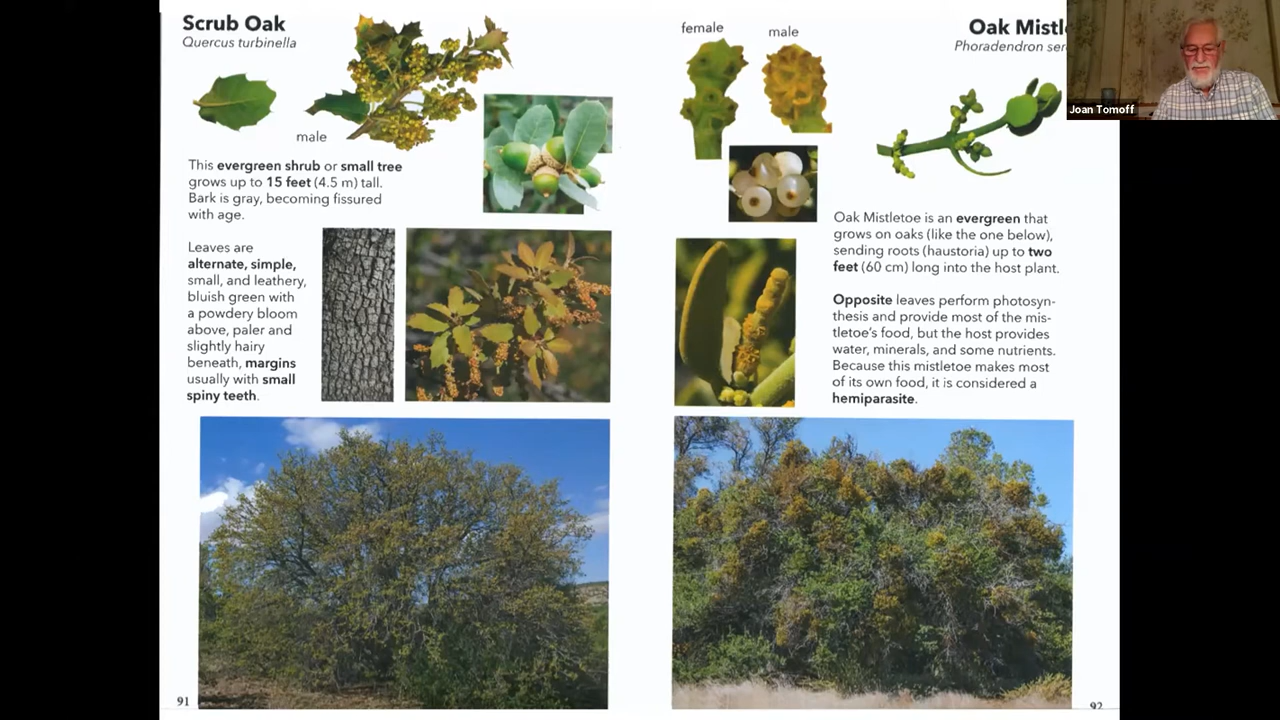 Scrub Oak
Quercus turbinella
male
This evergreen shrub or small tree
grows up to 15 feet (4.5 m) tall.
Bark is gray, becoming fissured
with age.
Leaves are
alternate, simple,
small, and leathery,
bluish green with
a powdery bloom
above, paler and
slightly hairy
beneath, margins
usually with small
spiny teeth.
91
female
male
Oak Mistl
Phoradendron ser
Joan Tomoff
Oak Mistletoe is an evergreen that
grows on oaks (like the one below),
sending roots (haustoria) up to two
feet (60 cm) long into the host plant.
Opposite leaves perform photosyn-
thesis and provide most of the mis-
tletoe's food, but the host provides
water, minerals, and some nutrients.
Because this mistletoe makes most
of its own food, it is considered a
hemiparasite.
92